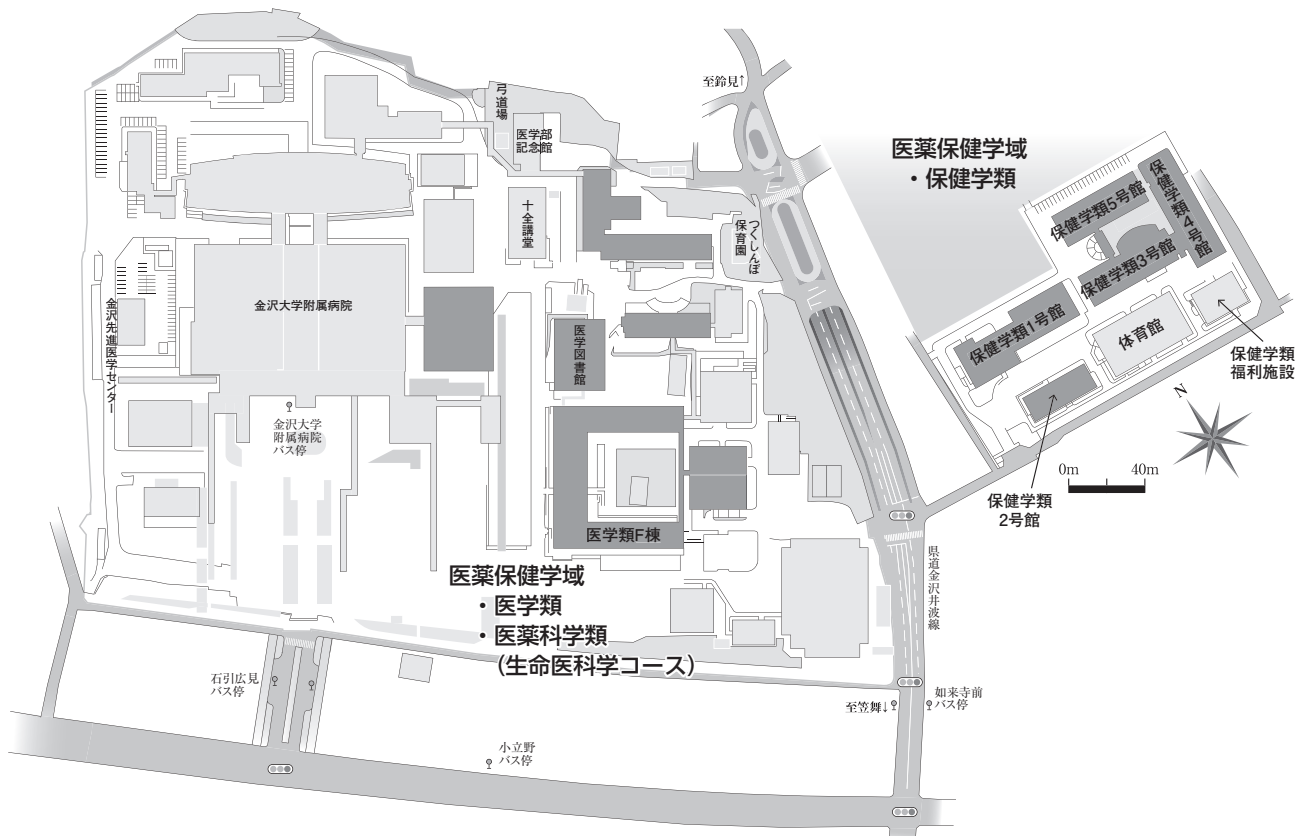 至鈴見↑
弓道場
医学部
記念館
医薬保健学域
・保健学類
保健学類5号館
保健学類4号館
保健学類3号館
保健学類1号館
体育館
保健学類
福利施設
保健学類
2号館
N
0m
40m
十全講堂
つくしんぼ
保育園
金沢大学附属病院
金沢先進医学センター
医学図書館
金沢大学
附属病院
バス停
医学類F棟
医薬保健学域
・医学類
・医薬科学類
(生命医科学コース)
県道金沢井波線
石引広見
バス停
至笠舞↓
如来寺前
バス停
小立野
バス停